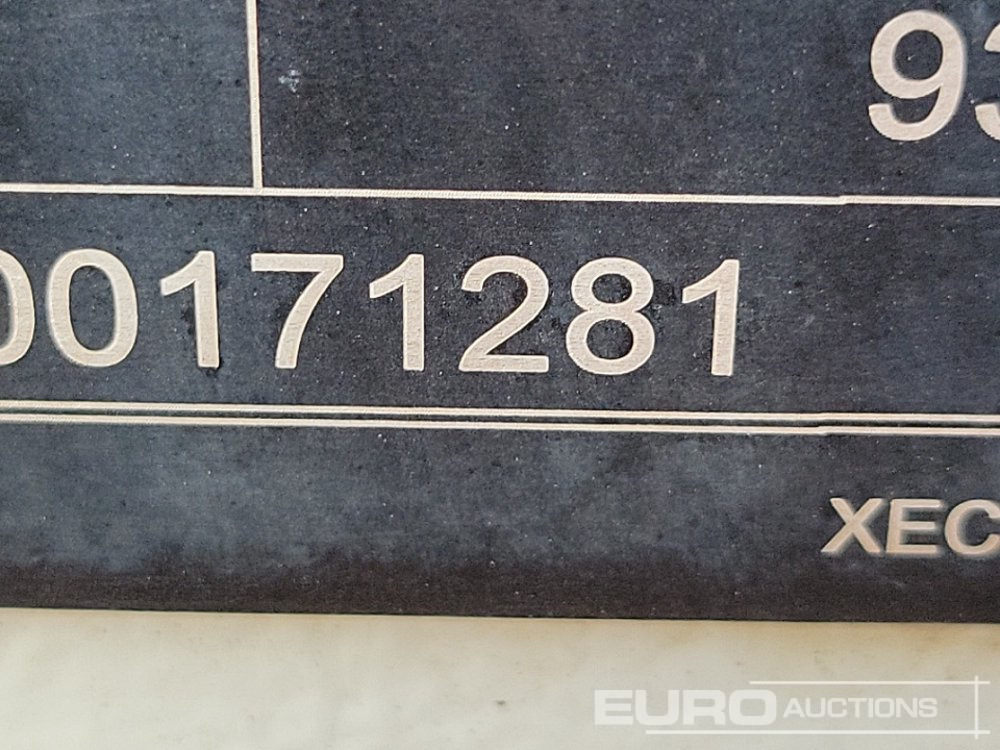 93
00171281
XEC
EURO AUCTIONS